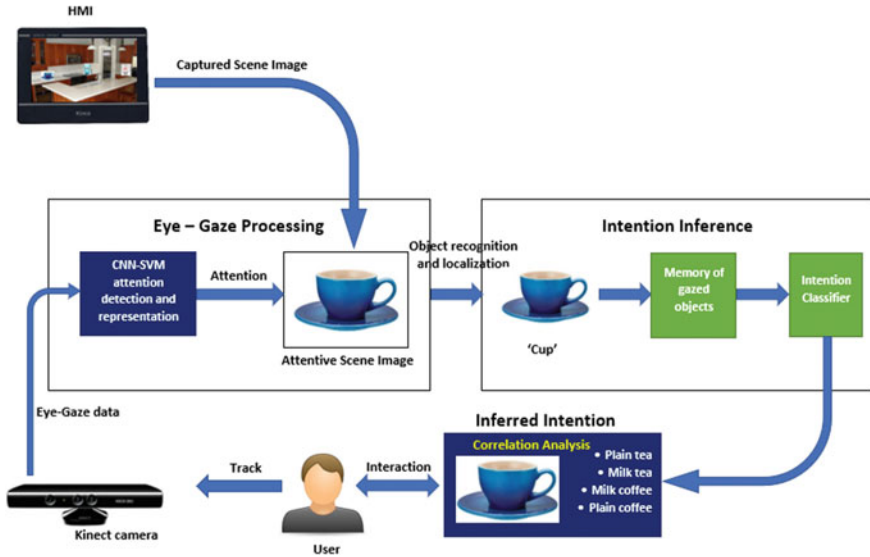 HMI
Captured Scene Image
Eye – Gaze Processing
CNN-SVM
attention
detection and
representation
Attention
Attentive Scene Image
Object recognition
and localization
Intention Inference
'Cup'
Memory of
gazed
objects
Intention
Classifier
Eye-Gaze data
Kinect camera
Track
User
Interaction
Inferred Intention
Correlation Analysis
• Plain tea
• Milk tea
• Milk coffee
• Plain coffee